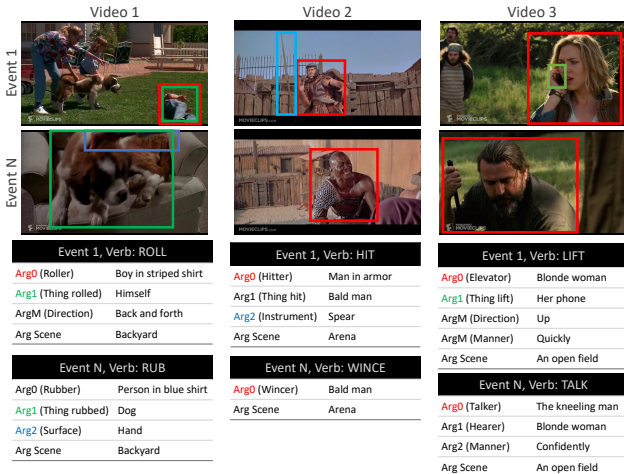 Video 1
Video 2
Video 3
Event 1
Event N
MOVIECLIPS
MOVIECLIPS.COM
MOVIECLIPS
MOVIECLIPS
MOVIECLIPS.COM
MOVIECLIPS
Event 1, Verb: ROLL
Arg0 (Roller) Boy in striped shirt
Arg1 (Thing rolled) Himself
ArgM (Direction) Back and forth
Arg Scene Backyard
Event N, Verb: RUB
Arg0 (Rubber) Person in blue shirt
Arg1 (Thing rubbed) Dog
Arg2 (Surface) Hand
Arg Scene Backyard
Event 1, Verb: HIT
Arg0 (Hitter) Man in armor
Arg1 (Thing hit) Bald man
Arg2 (Instrument) Spear
Arg Scene Arena
Event N, Verb: WINCE
Arg0 (Wincer) Bald man
Arg Scene Arena
Event 1, Verb: LIFT
Arg0 (Elevator) Blonde woman
Arg1 (Thing lift) Her phone
ArgM (Direction) Up
ArgM (Manner) Quickly
Arg Scene An open field
Event N, Verb: TALK
Arg0 (Talker) The kneeling man
Arg1 (Hearer) Blonde woman
Arg2 (Manner) Confidently
Arg Scene An open field